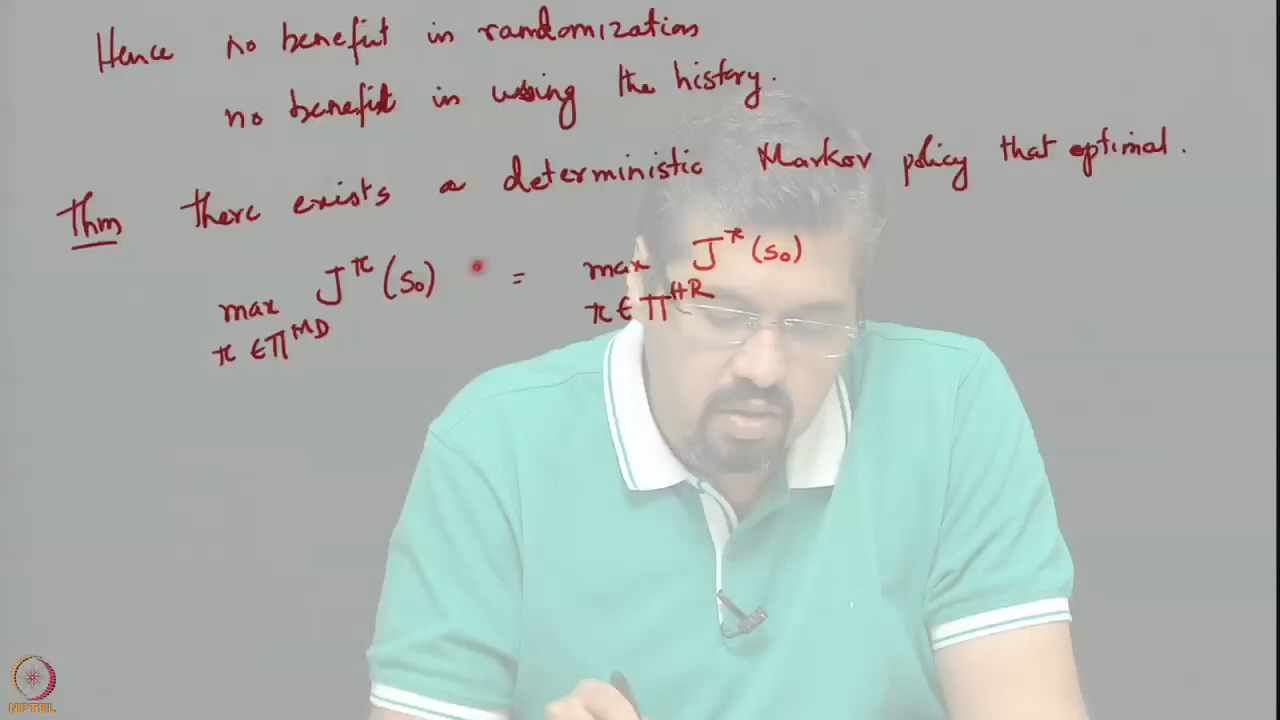 Hence no benefit in randomization
no benefit in using the history.
Thm There exists a deterministic Markov policy that optimal.
max J^π(s₀) = max J^π(s₀)
π ∈ Π^MD π ∈ Π^HR
NPTEL